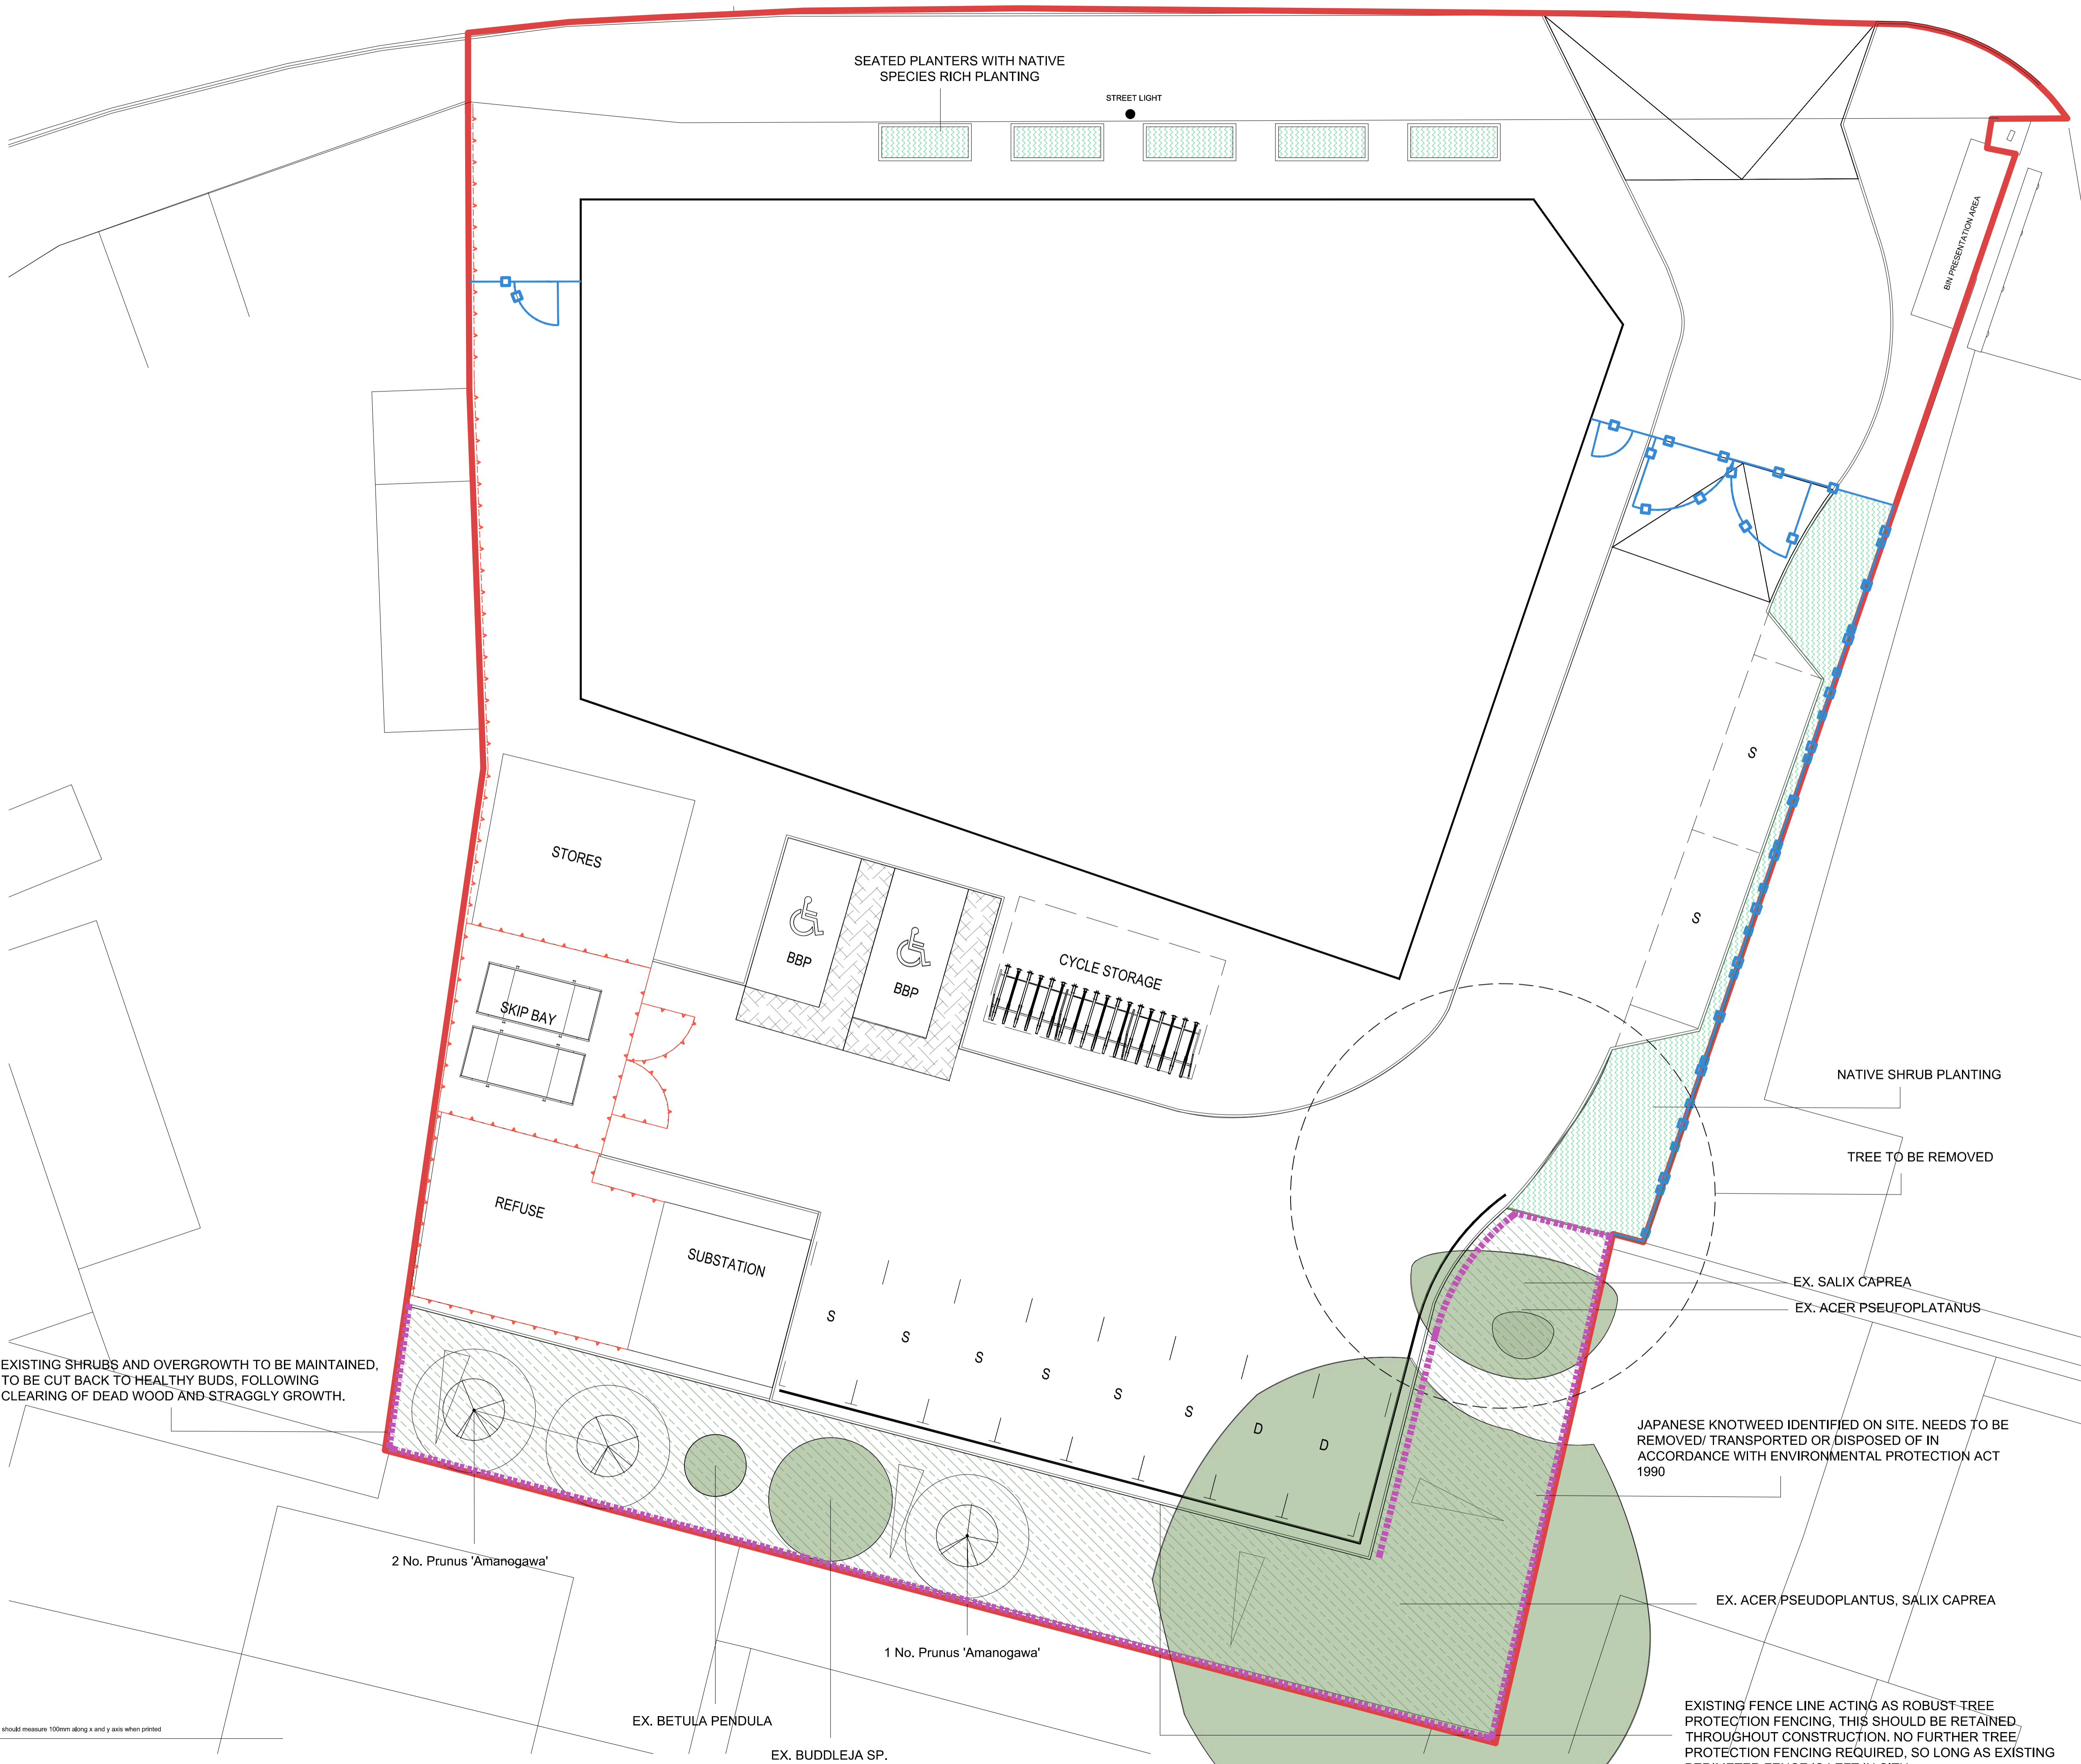 SEATED PLANTERS WITH NATIVE
SPECIES RICH PLANTING
STREET LIGHT
BIN PRESENTATION AREA
S
S
STORES
SKIP BAY
REFUSE
SUBSTATION
BBP
BBP
CYCLE STORAGE
S
S
S
S
S
S
D
D
NATIVE SHRUB PLANTING
TREE TO BE REMOVED
EX. SALIX CAPREA
EX. ACER PSEUFOPLATANUS
EXISTING SHRUBS AND OVERGROWTH TO BE MAINTAINED,
TO BE CUT BACK TO HEALTHY BUDS, FOLLOWING
CLEARING OF DEAD WOOD AND STRAGGLY GROWTH.
JAPANESE KNOTWEED IDENTIFIED ON SITE. NEEDS TO BE
REMOVED/ TRANSPORTED OR DISPOSED OF IN
ACCORDANCE WITH ENVIRONMENTAL PROTECTION ACT
1990
2 No. Prunus 'Amanogawa'
1 No. Prunus 'Amanogawa'
EX. ACER PSEUDOPLANTUS, SALIX CAPREA
EX. BETULA PENDULA
EX. BUDDLEJA SP.
should measure 100mm along x and y axis when printed
EXISTING FENCE LINE ACTING AS ROBUST TREE
PROTECTION FENCING, THIS SHOULD BE RETAINED
THROUGHOUT CONSTRUCTION. NO FURTHER TREE
PROTECTION FENCING REQUIRED, SO LONG AS EXISTING